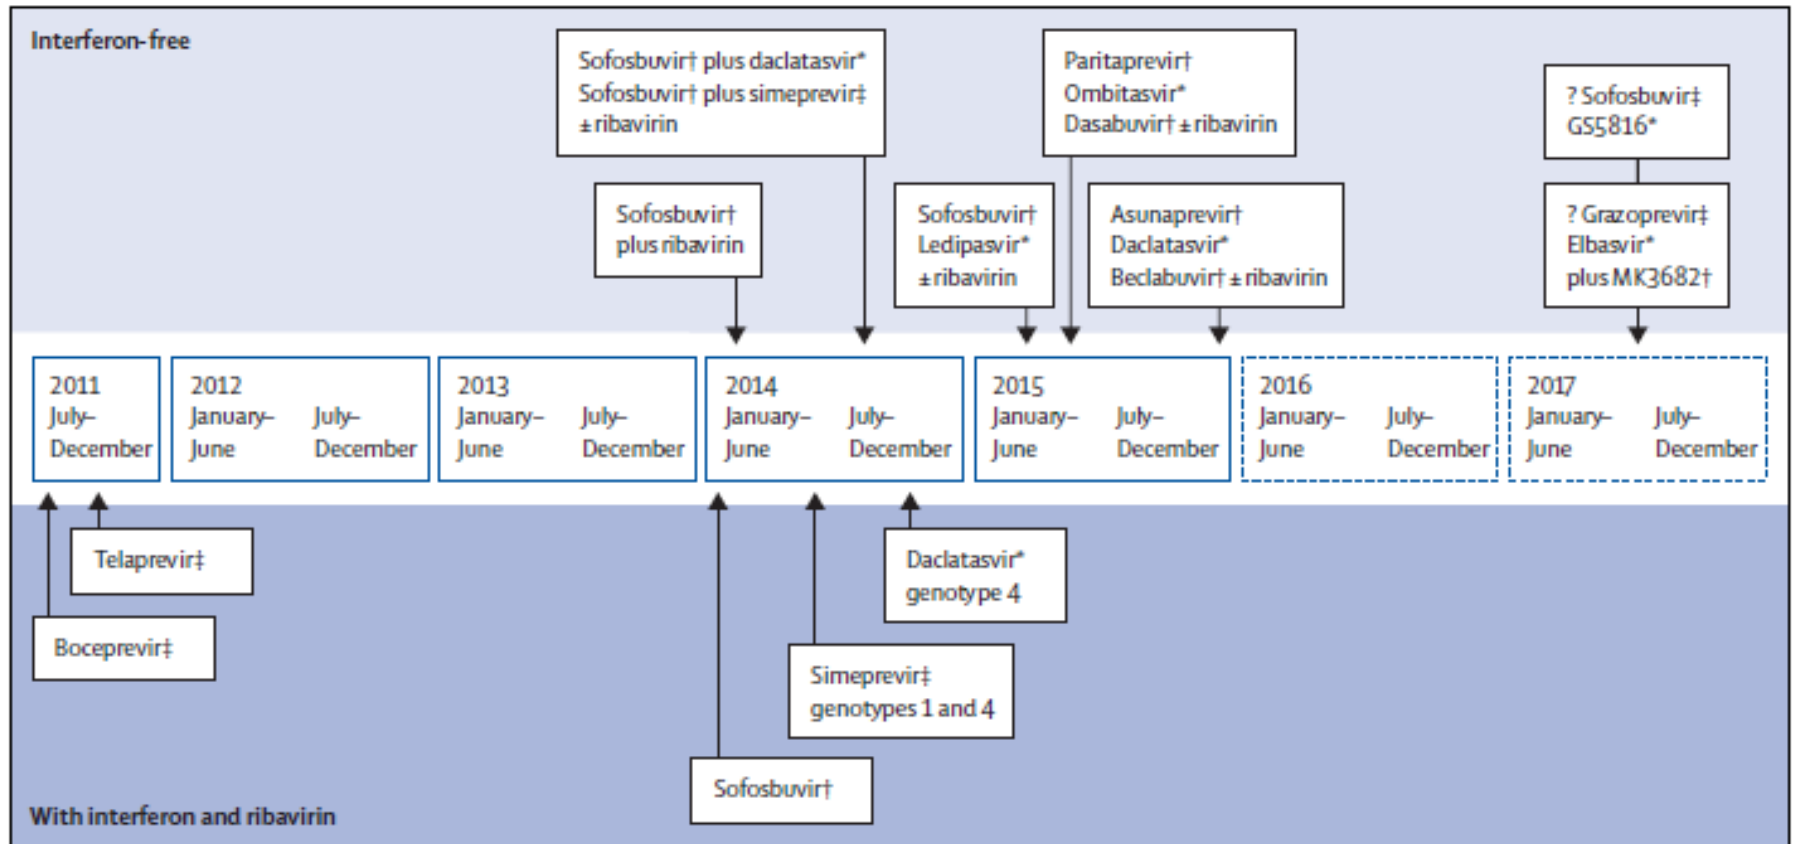 Interferon-free
Sofosbuvir† plus daclatasvir*
Sofosbuvir† plus simeprevir‡
± ribavirin
Paritaprevir†
Ombitasvir*
Dasabuvir† ± ribavirin
? Sofosbuvir‡
GS5816*
Sofosbuvir†
plus ribavirin
Sofosbuvir†
Ledipasvir*
± ribavirin
Asunaprevir†
Daclatasvir*
Beclabuvir† ± ribavirin
? Grazoprevir‡
Elbasvir*
plus MK3682†
2011
July–
December
2012
January–
June
July–
December
2013
January–
June
July–
December
2014
January–
June
July–
December
2015
January–
June
July–
December
2016
January–
June
July–
December
2017
January–
June
July–
December
Telaprevir‡
Daclatasvir*
genotype 4
Boceprevir‡
Simeprevir‡
genotypes 1 and 4
Sofosbuvir†
With interferon and ribavirin